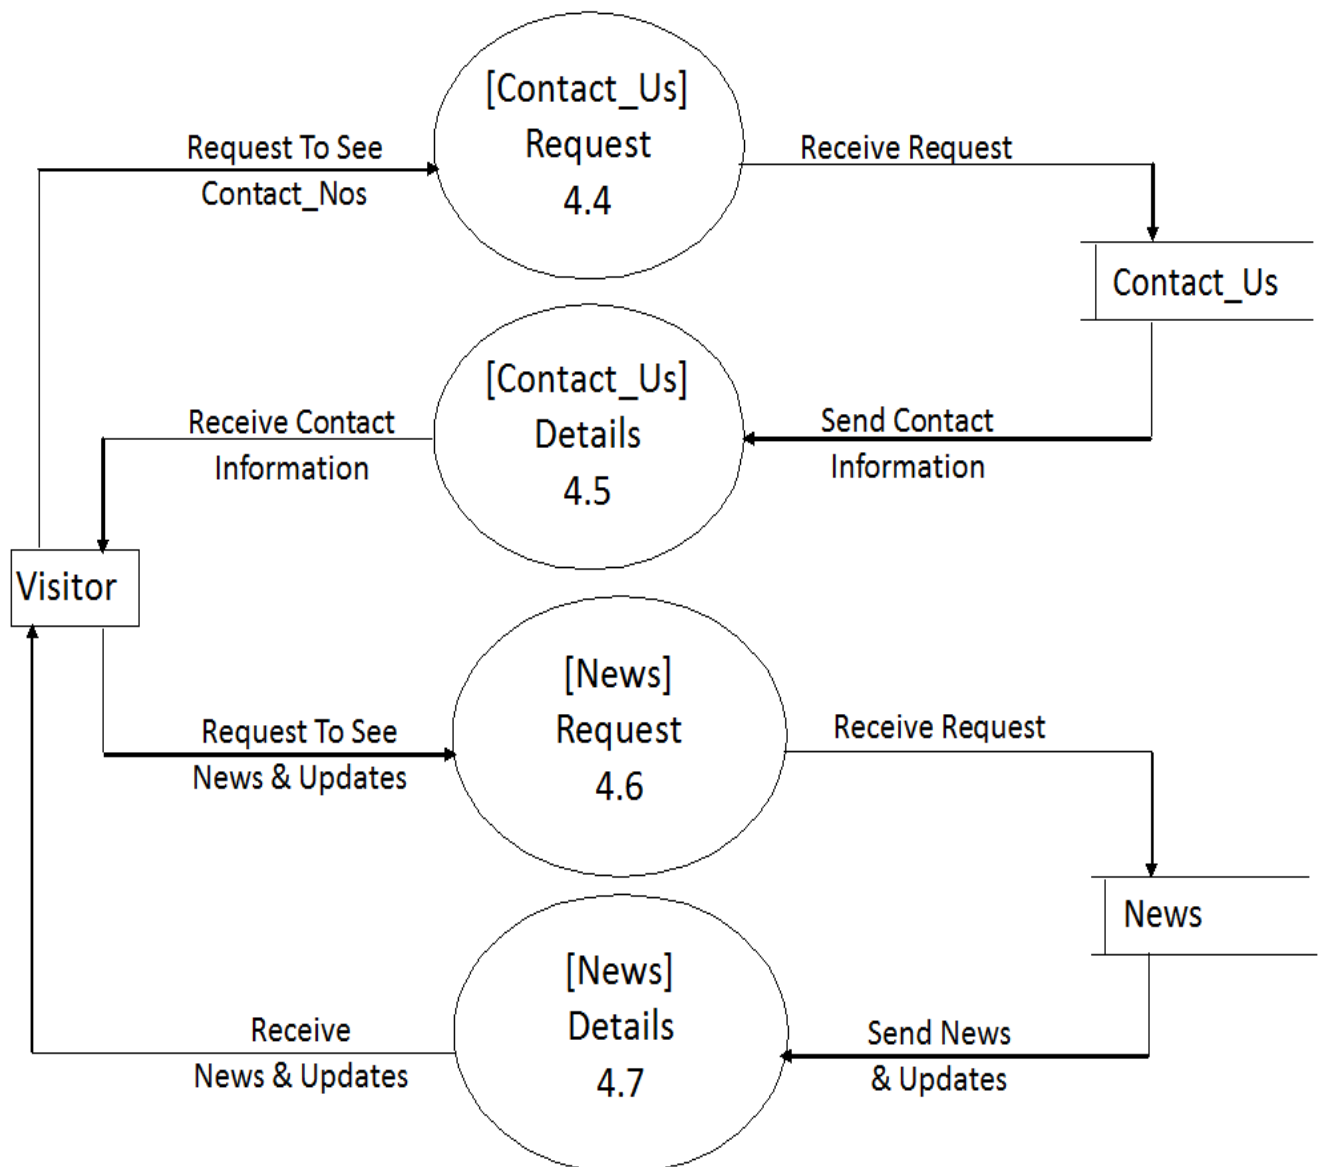 [Contact_Us]
Request
4.4
Request To See
Contact_Nos
Receive Request
Contact_Us
[Contact_Us]
Details
4.5
Receive Contact
Information
Send Contact
Information
Visitor
[News]
Request
4.6
Request To See
News & Updates
Receive Request
News
[News]
Details
4.7
Receive
News & Updates
Send News
& Updates